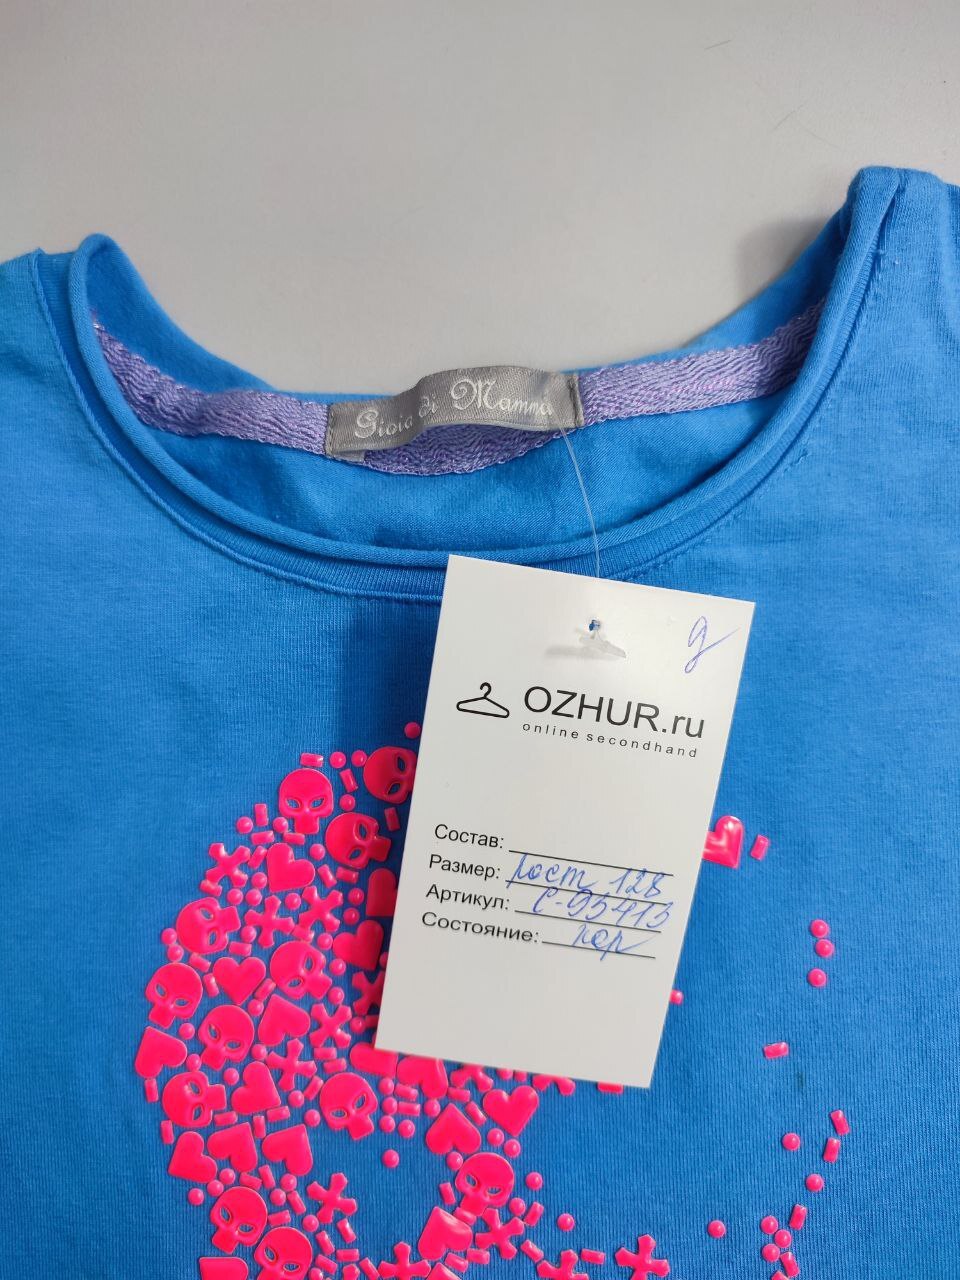 Gioia di Mamma
g
OZHUR.ru
online secondhand
Состав:
Размер: Рост 128
Артикул: С-95413
Состояние: хор